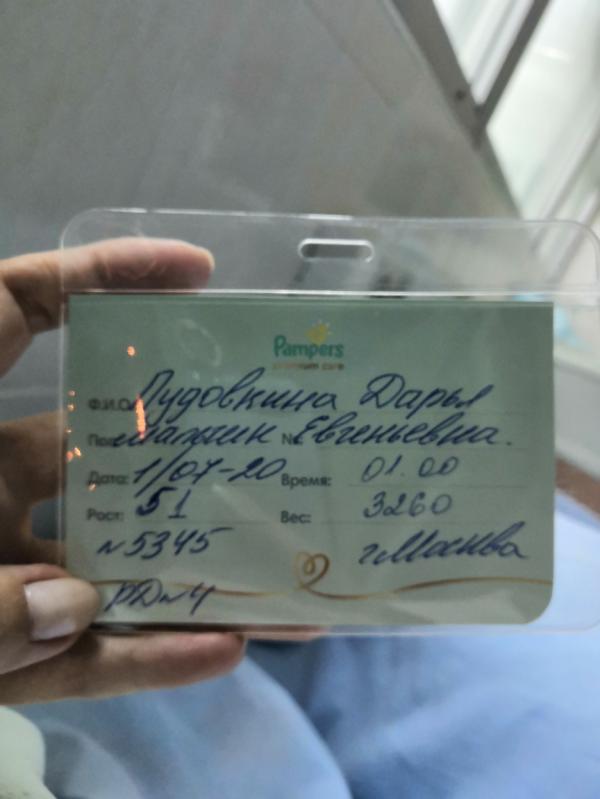 Pampers
premium care
Ф.И.О. Пудовкина Дарья
Пол: мальчик № Евгеньевна.
Дата: 1/07-20 Время: 01.00
Рост: 51 Вес: 3260
№5345 г Москва
РД№4